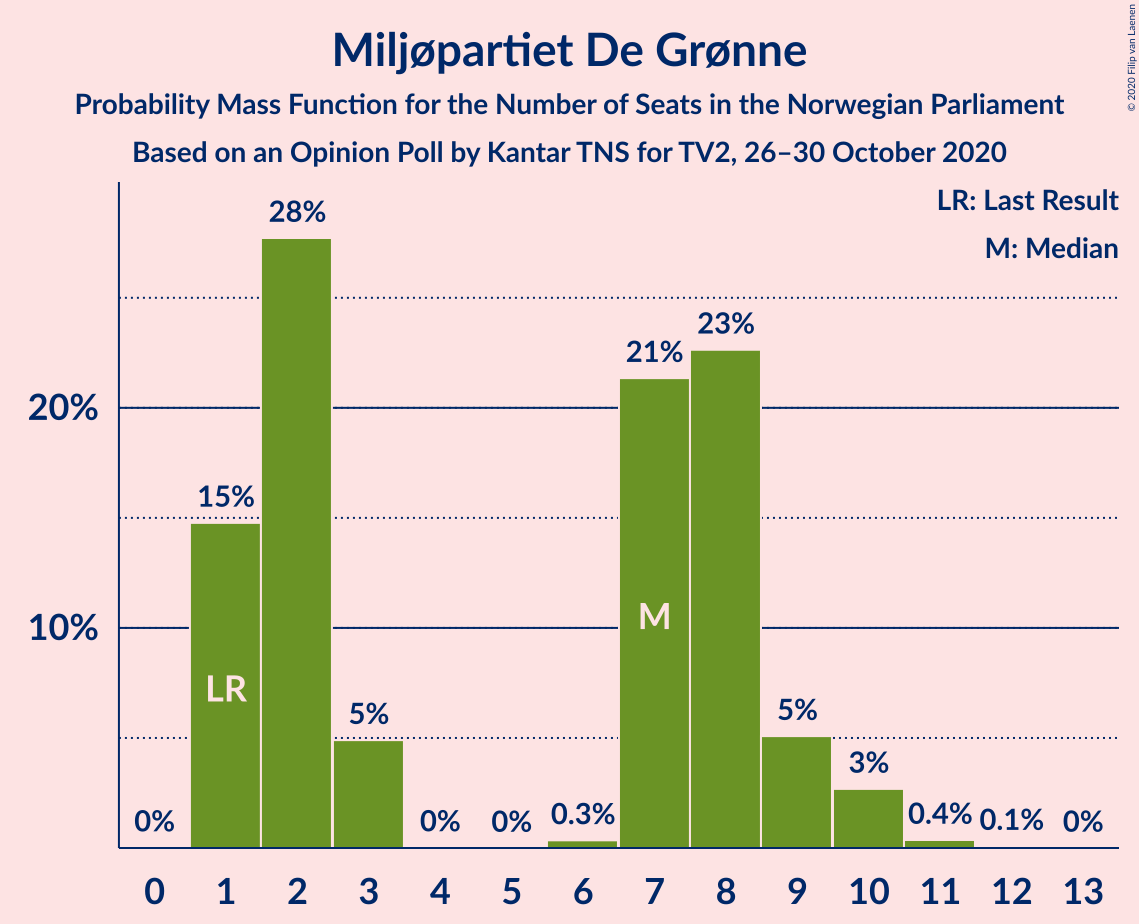 Miljøpartiet De Grønne
Probability Mass Function for the Number of Seats in the Norwegian Parliament
Based on an Opinion Poll by Kantar TNS for TV2, 26–30 October 2020
© 2020 Filip van Laenen
LR: Last Result
M: Median
28%
23%
21%
20%
15%
M
10%
LR
5%
5%
3%
0%
0%
0%
0.3%
0.4%
0.1%
0%
0 1 2 3 4 5 6 7 8 9 10 11 12 13